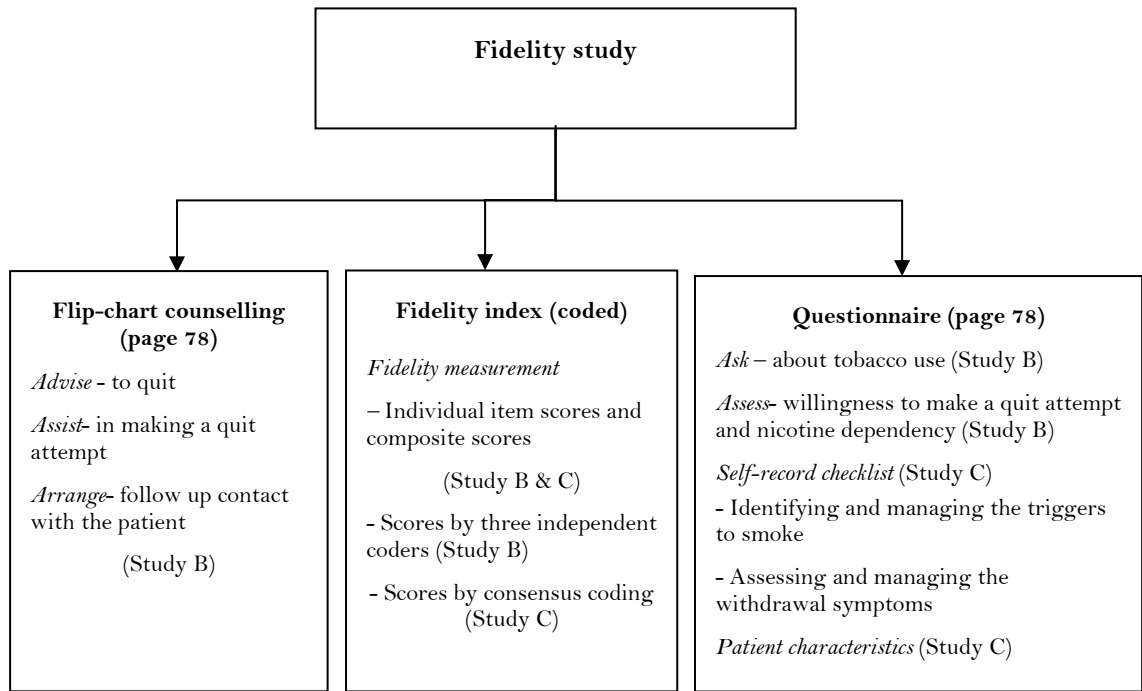 Fidelity study
Flip-chart counselling
(page 78)
Advise - to quit
Assist- in making a quit
attempt
Arrange- follow up contact
with the patient
(Study B)
Fidelity index (coded)
Fidelity measurement
– Individual item scores and
composite scores
(Study B & C)
- Scores by three independent
coders (Study B)
- Scores by consensus coding
(Study C)
Questionnaire (page 78)
Ask – about tobacco use (Study B)
Assess- willingness to make a quit attempt
and nicotine dependency (Study B)
Self-record checklist (Study C)
- Identifying and managing the triggers
to smoke
- Assessing and managing the
withdrawal symptoms
Patient characteristics (Study C)